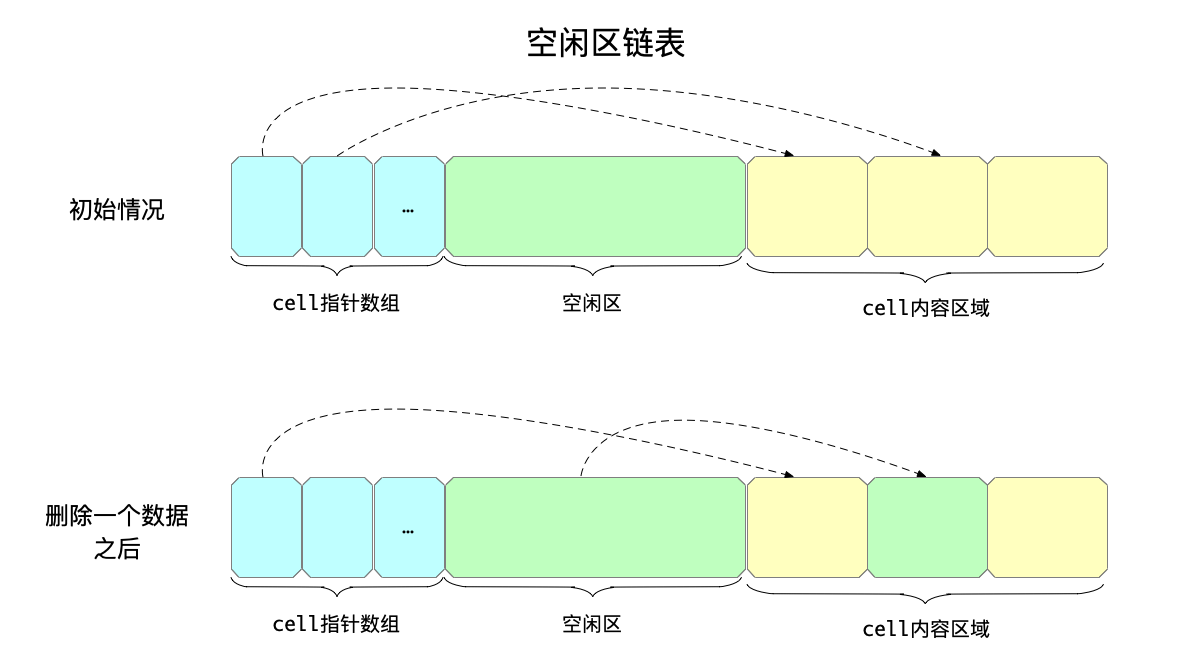 空闲区链表
初始情况
...
cell指针数组
空闲区
cell内容区域
删除一个数据
之后
...
cell指针数组
空闲区
cell内容区域